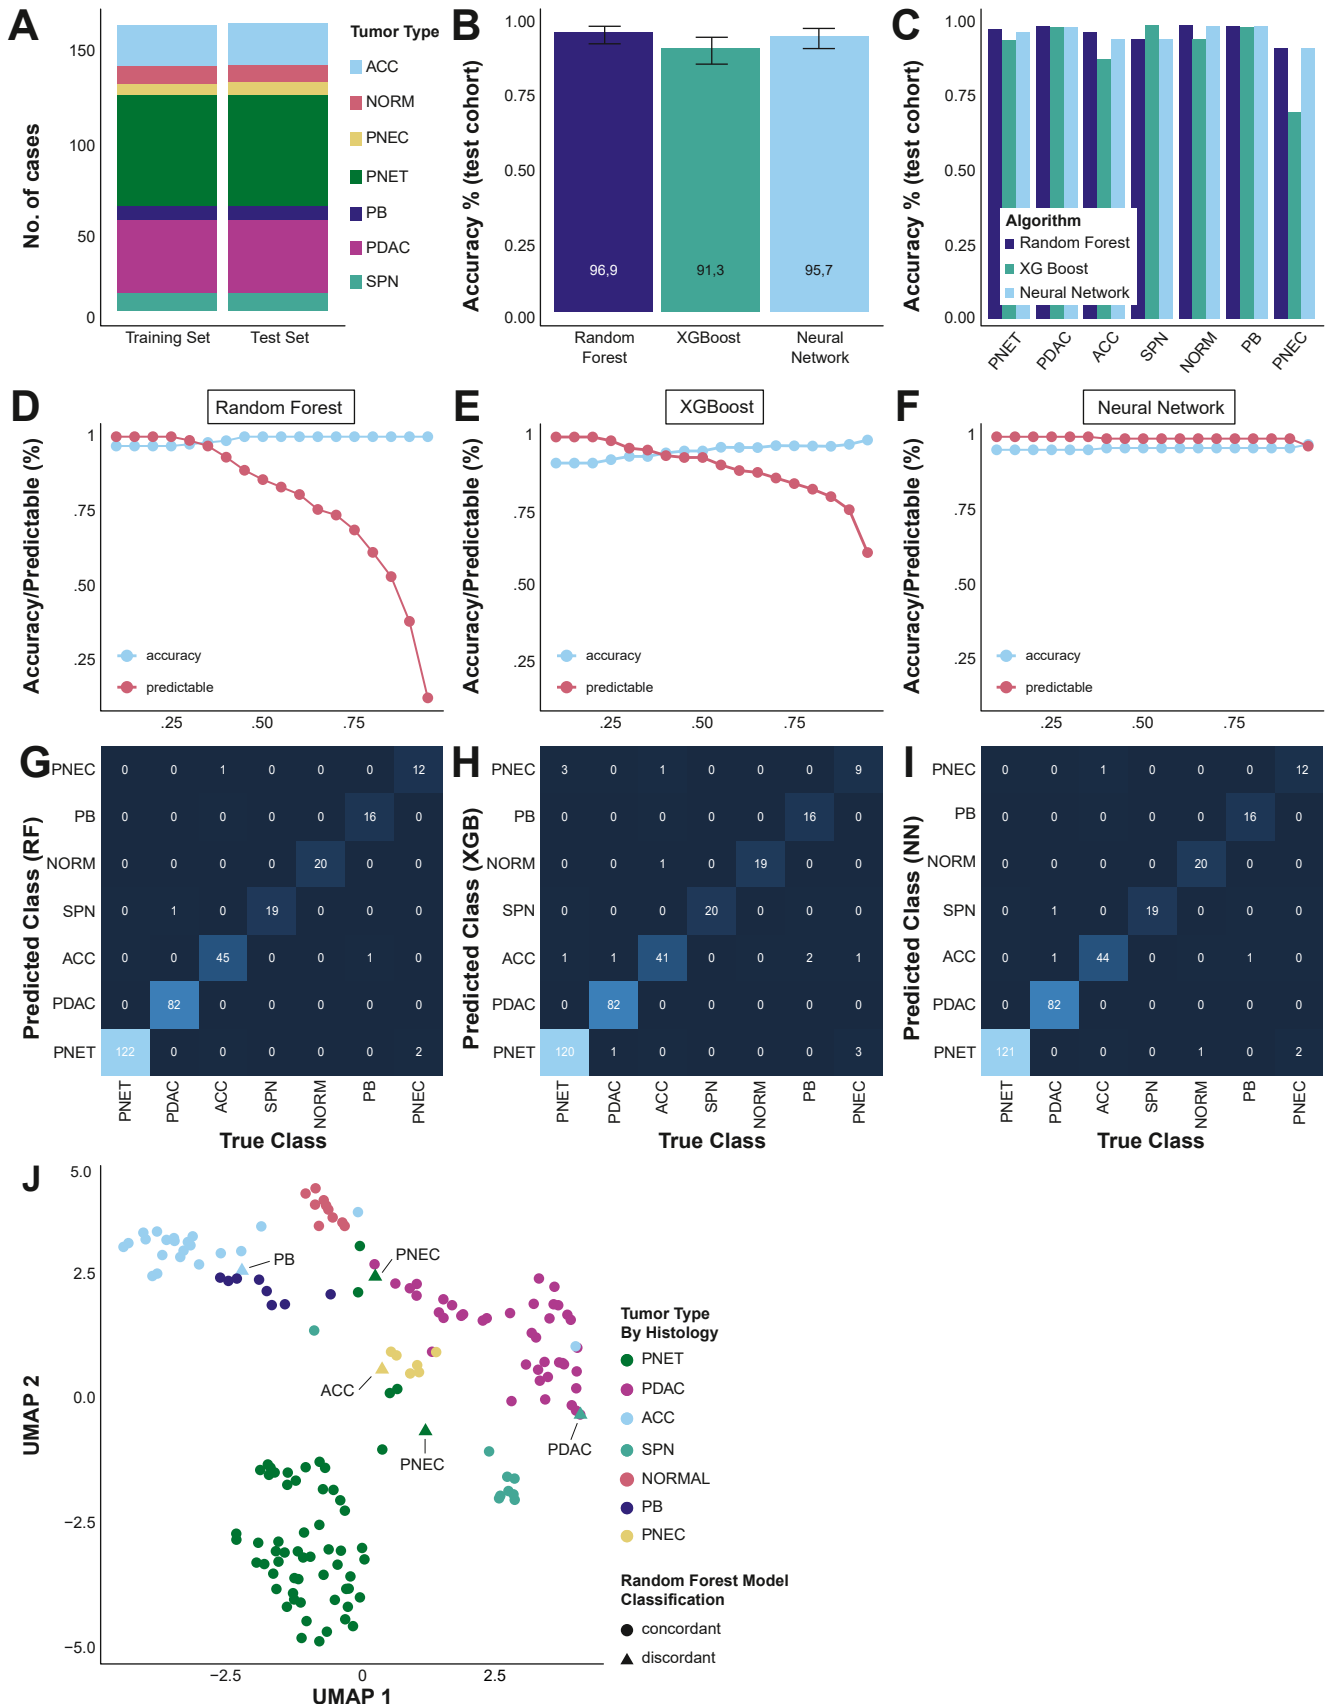 A
No. of cases
150
100
50
0
Training Set
Test Set
Tumor Type
ACC
NORM
PNEC
PNET
PB
PDAC
SPN
B
Accuracy % (test cohort)
1.00
0.75
0.50
0.25
0.00
96,9
91,3
95,7
Random
Forest
XGBoost
Neural
Network
C
Accuracy % (test cohort)
1.00
0.75
0.50
0.25
0.00
Algorithm
Random Forest
XG Boost
Neural Network
PNET
PDAC
ACC
SPN
NORM
PB
PNEC
D
Random Forest
Accuracy/Predictable (%)
1
.75
.50
.25
accuracy
predictable
.25
.50
.75
E
XGBoost
Accuracy/Predictable (%)
1
.75
.50
.25
accuracy
predictable
.25
.50
.75
F
Neural Network
Accuracy/Predictable (%)
1
.75
.50
.25
accuracy
predictable
.25
.50
.75
G
Predicted Class (RF)
PNEC 0 0 1 0 0 0 12
PB 0 0 0 0 0 16 0
NORM 0 0 0 0 20 0 0
SPN 0 1 0 19 0 0 0
ACC 0 0 45 0 0 1 0
PDAC 0 82 0 0 0 0 0
PNET 122 0 0 0 0 0 2
PNET PDAC ACC SPN NORM PB PNEC
True Class
H
Predicted Class (XGB)
PNEC 3 0 1 0 0 0 9
PB 0 0 0 0 0 16 0
NORM 0 0 1 0 19 0 0
SPN 0 0 0 20 0 0 0
ACC 1 1 41 0 0 2 1
PDAC 0 82 0 0 0 0 0
PNET 120 1 0 0 0 0 3
PNET PDAC ACC SPN NORM PB PNEC
True Class
I
Predicted Class (NN)
PNEC 0 0 1 0 0 0 12
PB 0 0 0 0 0 16 0
NORM 0 0 0 0 20 0 0
SPN 0 1 0 19 0 0 0
ACC 0 1 44 0 0 1 0
PDAC 0 82 0 0 0 0 0
PNET 121 0 0 0 1 0 2
PNET PDAC ACC SPN NORM PB PNEC
True Class
J
UMAP 2
5.0
2.5
0.0
−2.5
−5.0
PB
PNEC
ACC
PNEC
PDAC
−2.5
0
2.5
UMAP 1
Tumor Type
By Histology
PNET
PDAC
ACC
SPN
NORMAL
PB
PNEC
Random Forest Model
Classification
concordant
discordant